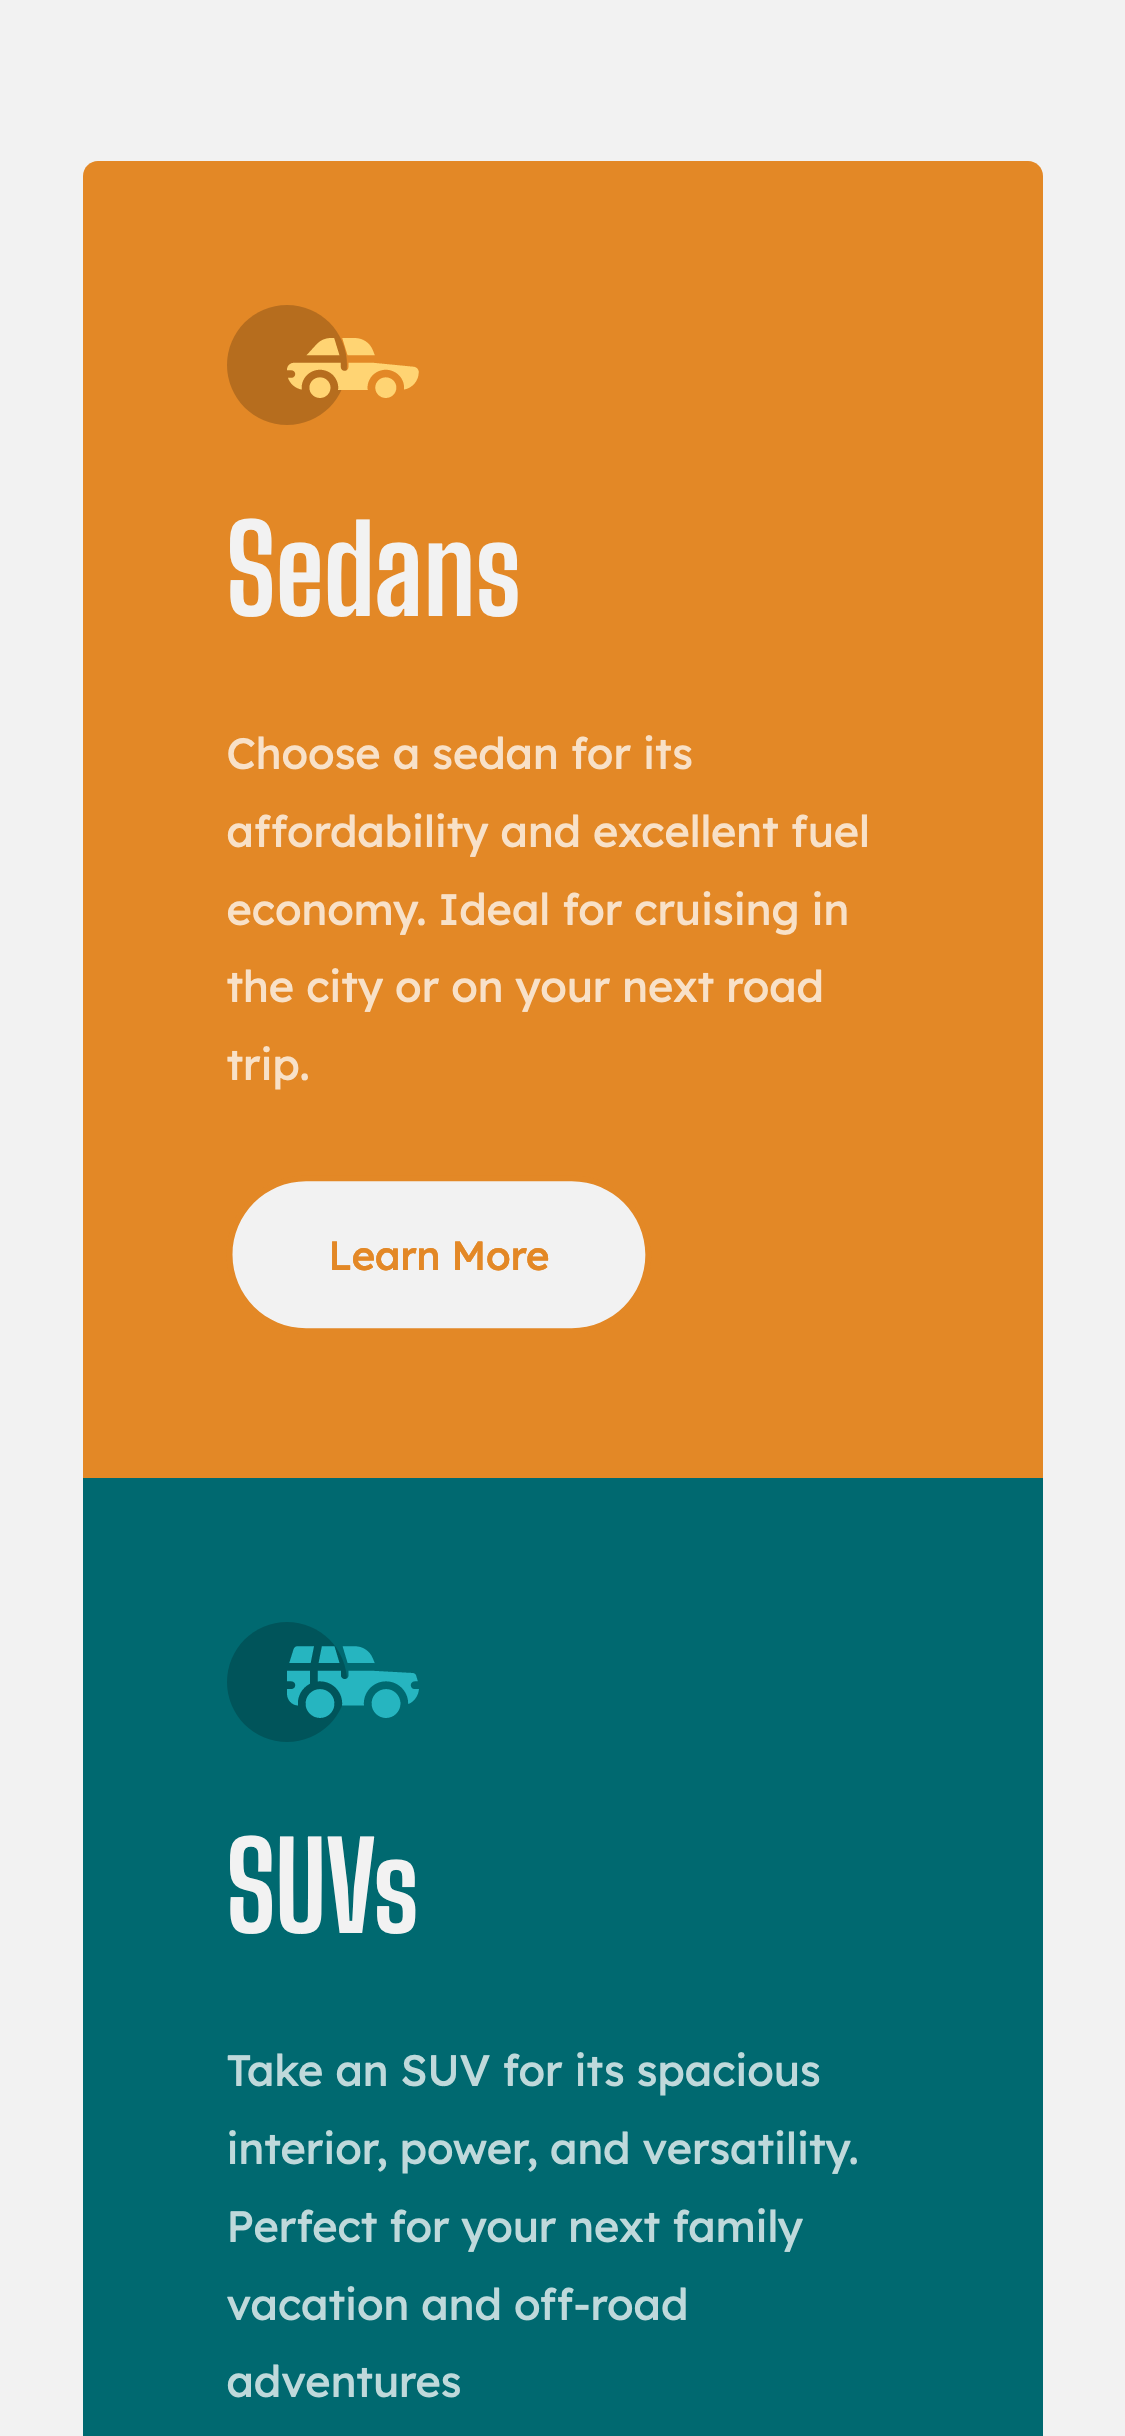 Sedans
Choose a sedan for its
affordability and excellent fuel
economy. Ideal for cruising in
the city or on your next road
trip.
Learn More
SUVs
Take an SUV for its spacious
interior, power, and versatility.
Perfect for your next family
vacation and off-road
adventures